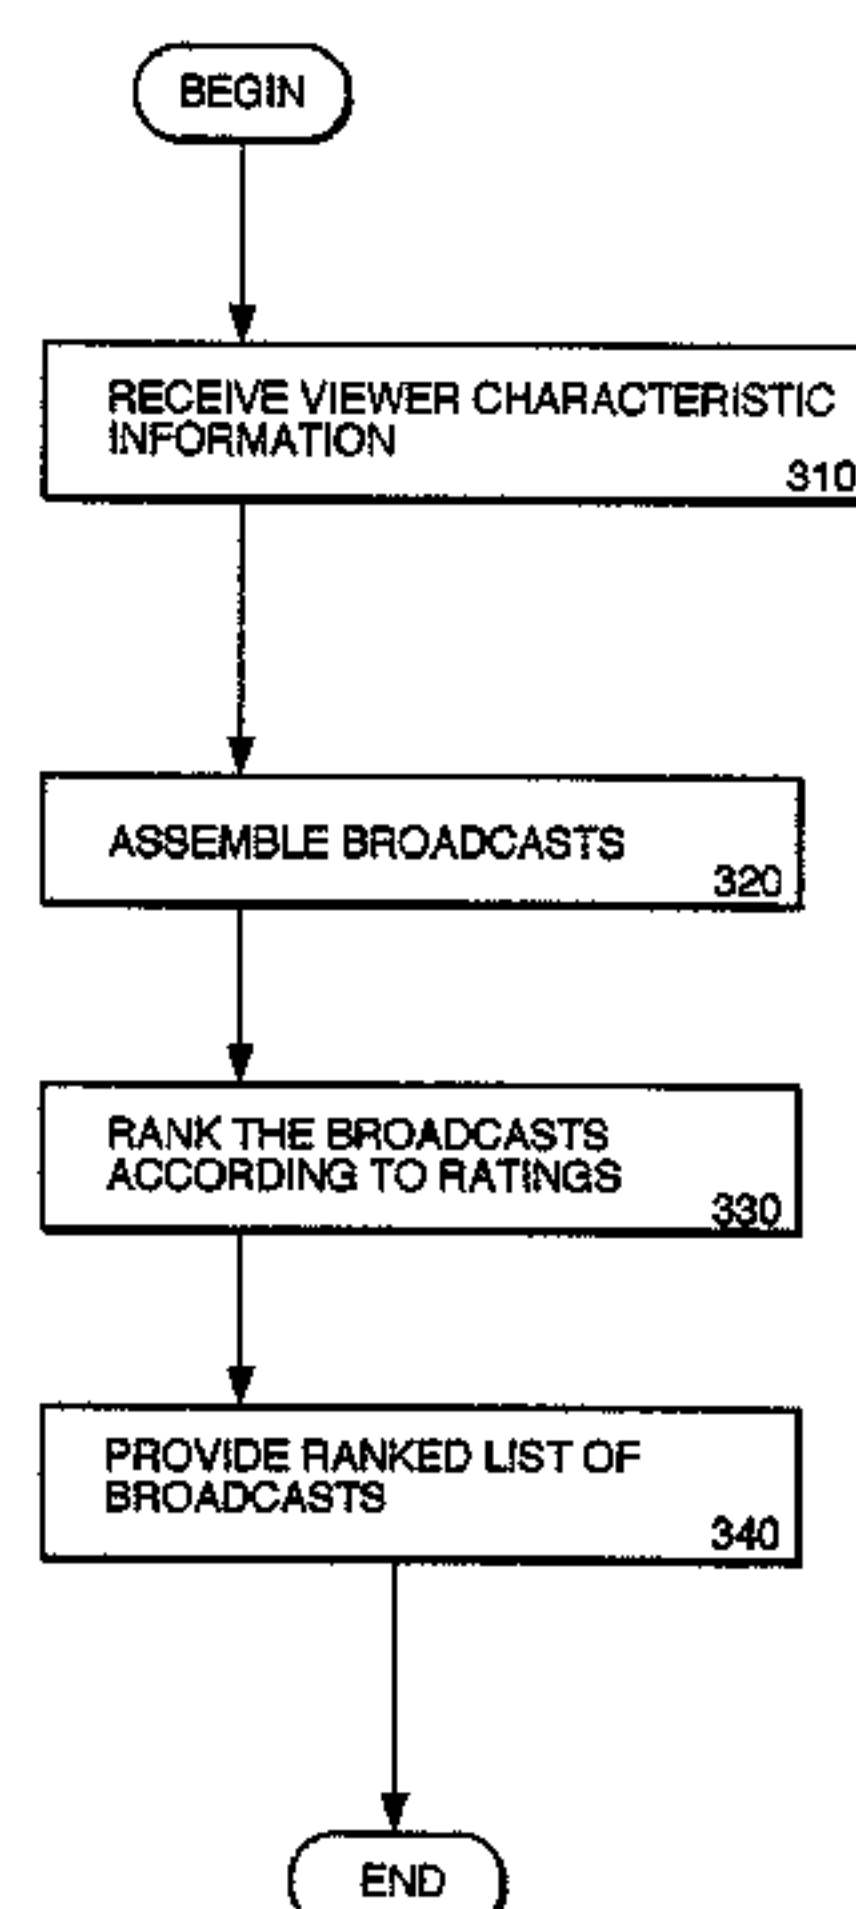 BEGIN
RECEIVE VIEWER CHARACTERISTIC
INFORMATION
310
ASSEMBLE BROADCASTS
320
RANK THE BROADCASTS
ACCORDING TO RATINGS
330
PROVIDE RANKED LIST OF
BROADCASTS
340
END